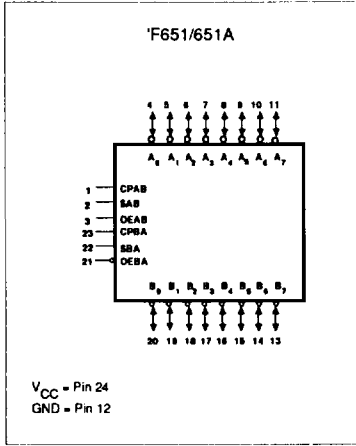 'F651/651A
4 5 6 7 8 9 10 11
A0 A1 A2 A3 A4 A5 A6 A7
1 CPAB
2 SAB
3 OEAB
23 CPBA
22 SBA
21 OEBA
B0 B1 B2 B3 B4 B5 B6 B7
20 19 18 17 16 15 14 13
VCC = Pin 24
GND = Pin 12